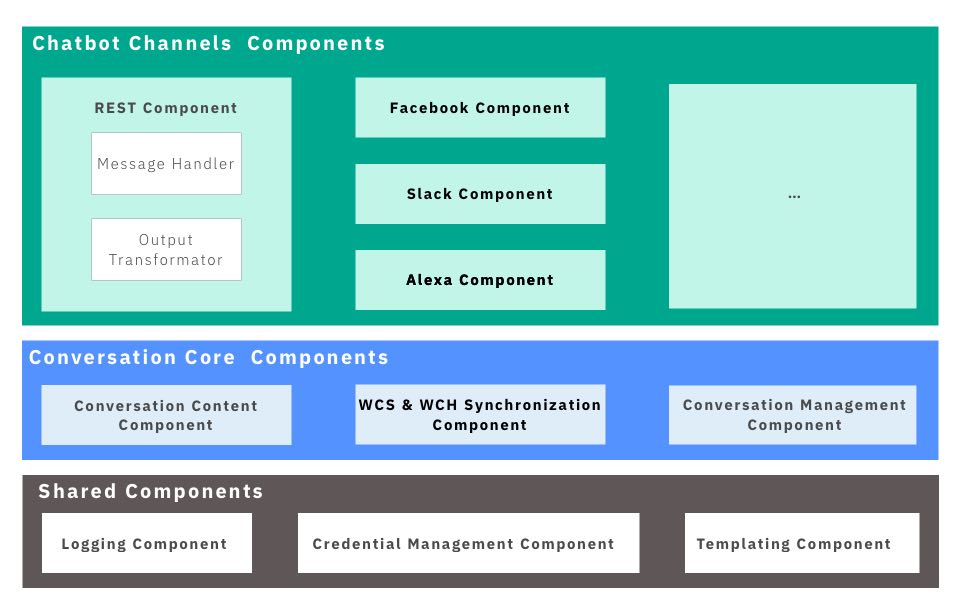 Chatbot Channels Components
REST Component
Message Handler
Output
Transformator
Facebook Component
Slack Component
Alexa Component
...
Conversation Core Components
Conversation Content
Component
WCS & WCH Synchronization
Component
Conversation Management
Component
Shared Components
Logging Component
Credential Management Component
Templating Component